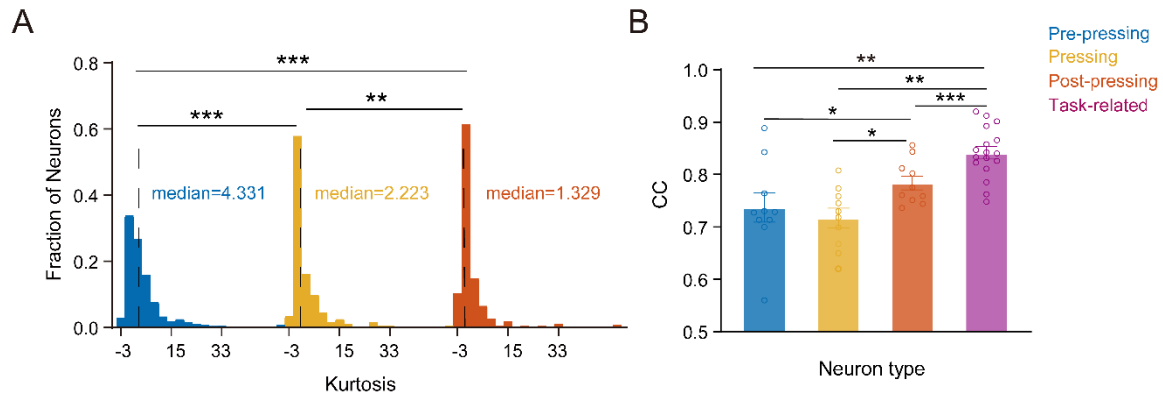 A
0.8
0.6
0.4
0.2
0.0
Fraction of Neurons
***
***
**
median=4.331
median=2.223
median=1.329
-3 15 33 -3 15 33 -3 15 33
Kurtosis
B
1.0
0.9
0.8
0.7
0.6
0.5
CC
**
**
***
*
*
Neuron type
Pre-pressing
Pressing
Post-pressing
Task-related